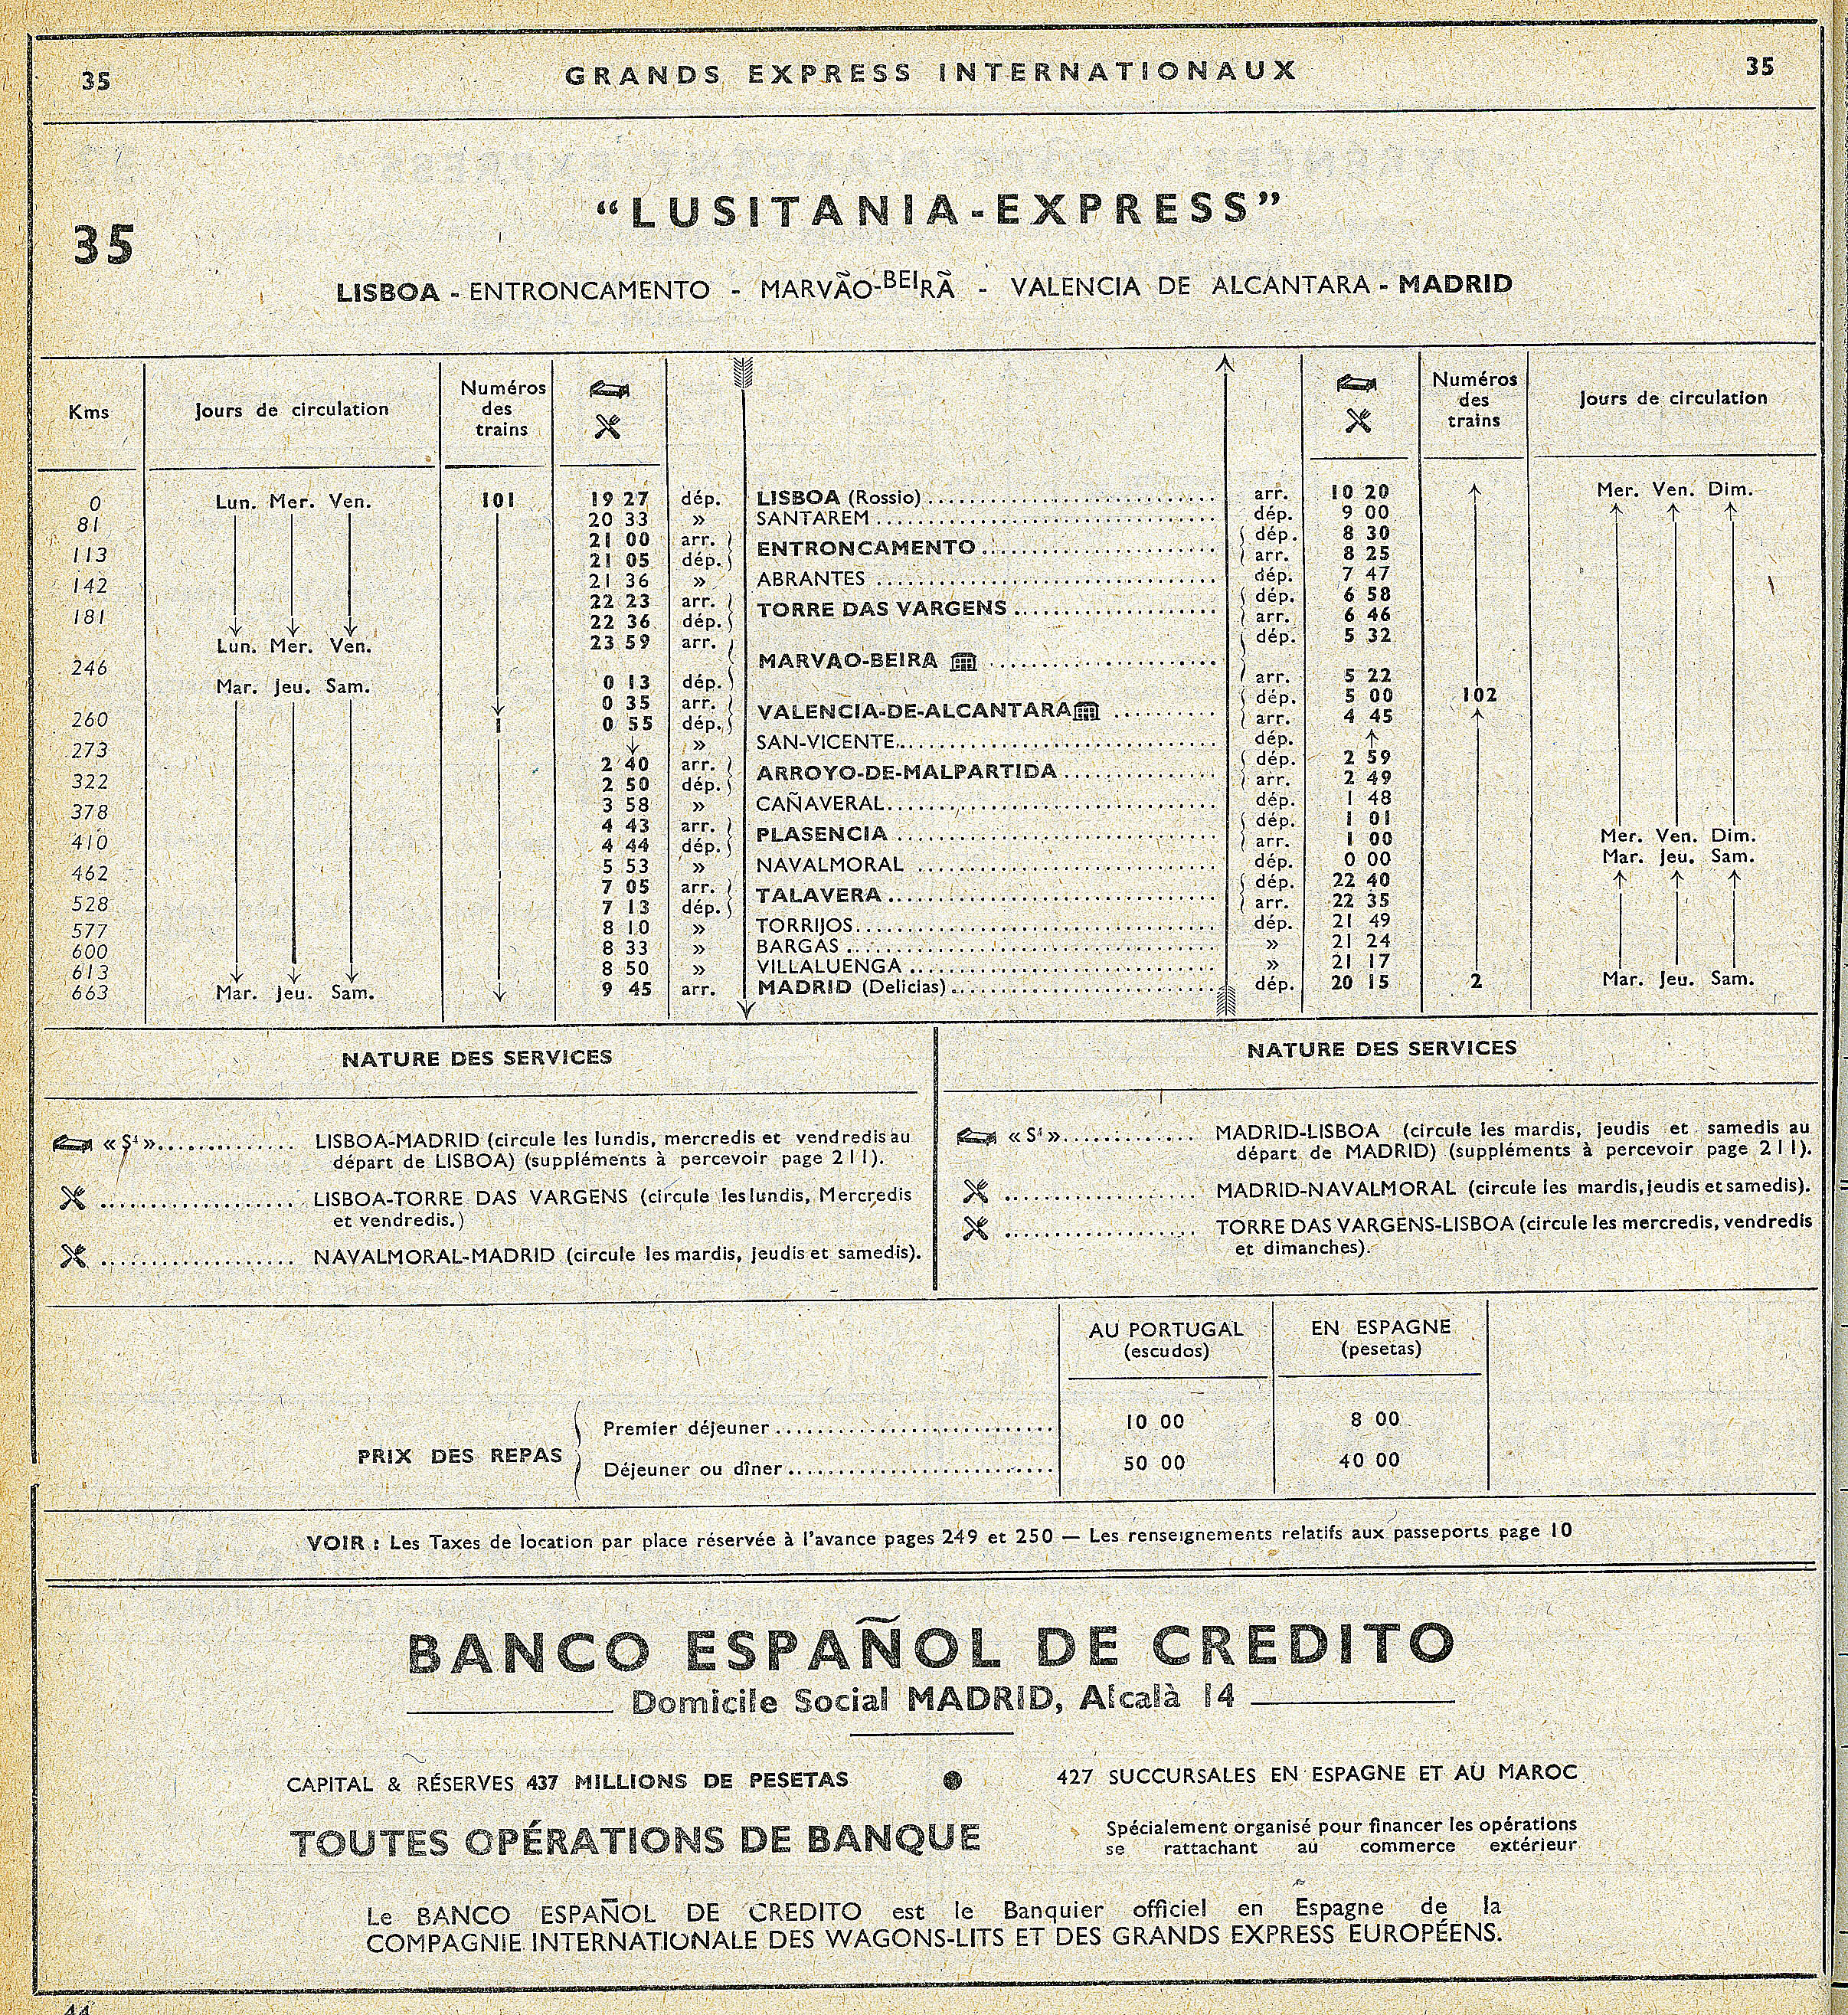 35 GRANDS EXPRESS INTERNATIONAUX 35
“LUSITANIA-EXPRESS”
35
LISBOA - ENTRONCAMENTO - MARVÃO-BEIRÃ - VALENCIA DE ALCANTARA - MADRID
Kms Jours de circulation Numéros des trains Numéros des trains Jours de circulation
0 Lun. Mer. Ven. 101 19 27 dép. LISBOA (Rossio) arr. 10 20 Mer. Ven. Dim.
81 20 33 » SANTAREM dép. 9 00
21 00 arr. dép. 8 30
113 ENTRONCAMENTO
21 05 dép. arr. 8 25
142 21 36 » ABRANTES dép. 7 47
22 23 arr. dép. 6 58
181 TORRE DAS VARGENS
22 36 dép. arr. 6 46
Lun. Mer. Ven. 23 59 arr. dép. 5 32
246 MARVAO-BEIRA
Mar. Jeu. Sam. 0 13 dép. arr. 5 22
0 35 arr. dép. 5 00 102
260 VALENCIA-DE-ALCANTARA
1 0 55 dép. arr. 4 45
273 » SAN-VICENTE dép.
2 40 arr. dép. 2 59
322 ARROYO-DE-MALPARTIDA
2 50 dép. arr. 2 49
378 3 58 » CAÑAVERAL dép. 1 48
4 43 arr. dép. 1 01
410 PLASENCIA
4 44 dép. arr. 1 00 Mer. Ven. Dim.
462 5 53 » NAVALMORAL dép. 0 00 Mar. Jeu. Sam.
7 05 arr. dép. 22 40
528 TALAVERA
7 13 dép. arr. 22 35
577 8 10 » TORRIJOS dép. 21 49
600 8 33 » BARGAS » 21 24
613 8 50 » VILLALUENGA » 21 17
663 Mar. Jeu. Sam. 9 45 arr. MADRID (Delicias) dép. 20 15 2 Mar. Jeu. Sam.
NATURE DES SERVICES
« S⁴ » LISBOA-MADRID (circule les lundis, mercredis et vendredis au
départ de LISBOA) (suppléments à percevoir page 211).
LISBOA-TORRE DAS VARGENS (circule les lundis, Mercredis
et vendredis.)
NAVALMORAL-MADRID (circule les mardis, jeudis et samedis).
NATURE DES SERVICES
« S⁴ » MADRID-LISBOA (circule les mardis, jeudis et samedis au
départ de MADRID) (suppléments à percevoir page 211).
MADRID-NAVALMORAL (circule les mardis, jeudis et samedis).
TORRE DAS VARGENS-LISBOA (circule les mercredis, vendredis
et dimanches).
AU PORTUGAL EN ESPAGNE
(escudos) (pesetas)
PRIX DES REPAS
Premier déjeuner 10 00 8 00
Déjeuner ou dîner 50 00 40 00
VOIR : Les Taxes de location par place réservée à l'avance pages 249 et 250 — Les renseignements relatifs aux passeports page 10
BANCO ESPAÑOL DE CREDITO
Domicile Social MADRID, Alcalà 14
CAPITAL & RÉSERVES 437 MILLIONS DE PESETAS ● 427 SUCCURSALES EN ESPAGNE ET AU MAROC
TOUTES OPÉRATIONS DE BANQUE
Spécialement organisé pour financer les opérations
se rattachant au commerce extérieur
Le BANCO ESPAÑOL DE CREDITO est le Banquier officiel en Espagne de la
COMPAGNIE INTERNATIONALE DES WAGONS-LITS ET DES GRANDS EXPRESS EUROPÉENS.
44